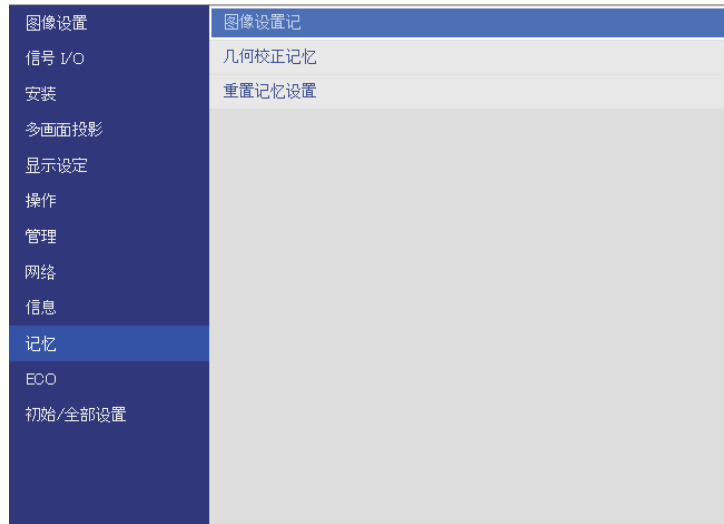 图像设置
信号 I/O
安装
多画面投影
显示设定
操作
管理
网络
信息
记忆
ECO
初始/全部设置
图像设置记
几何校正记忆
重置记忆设置